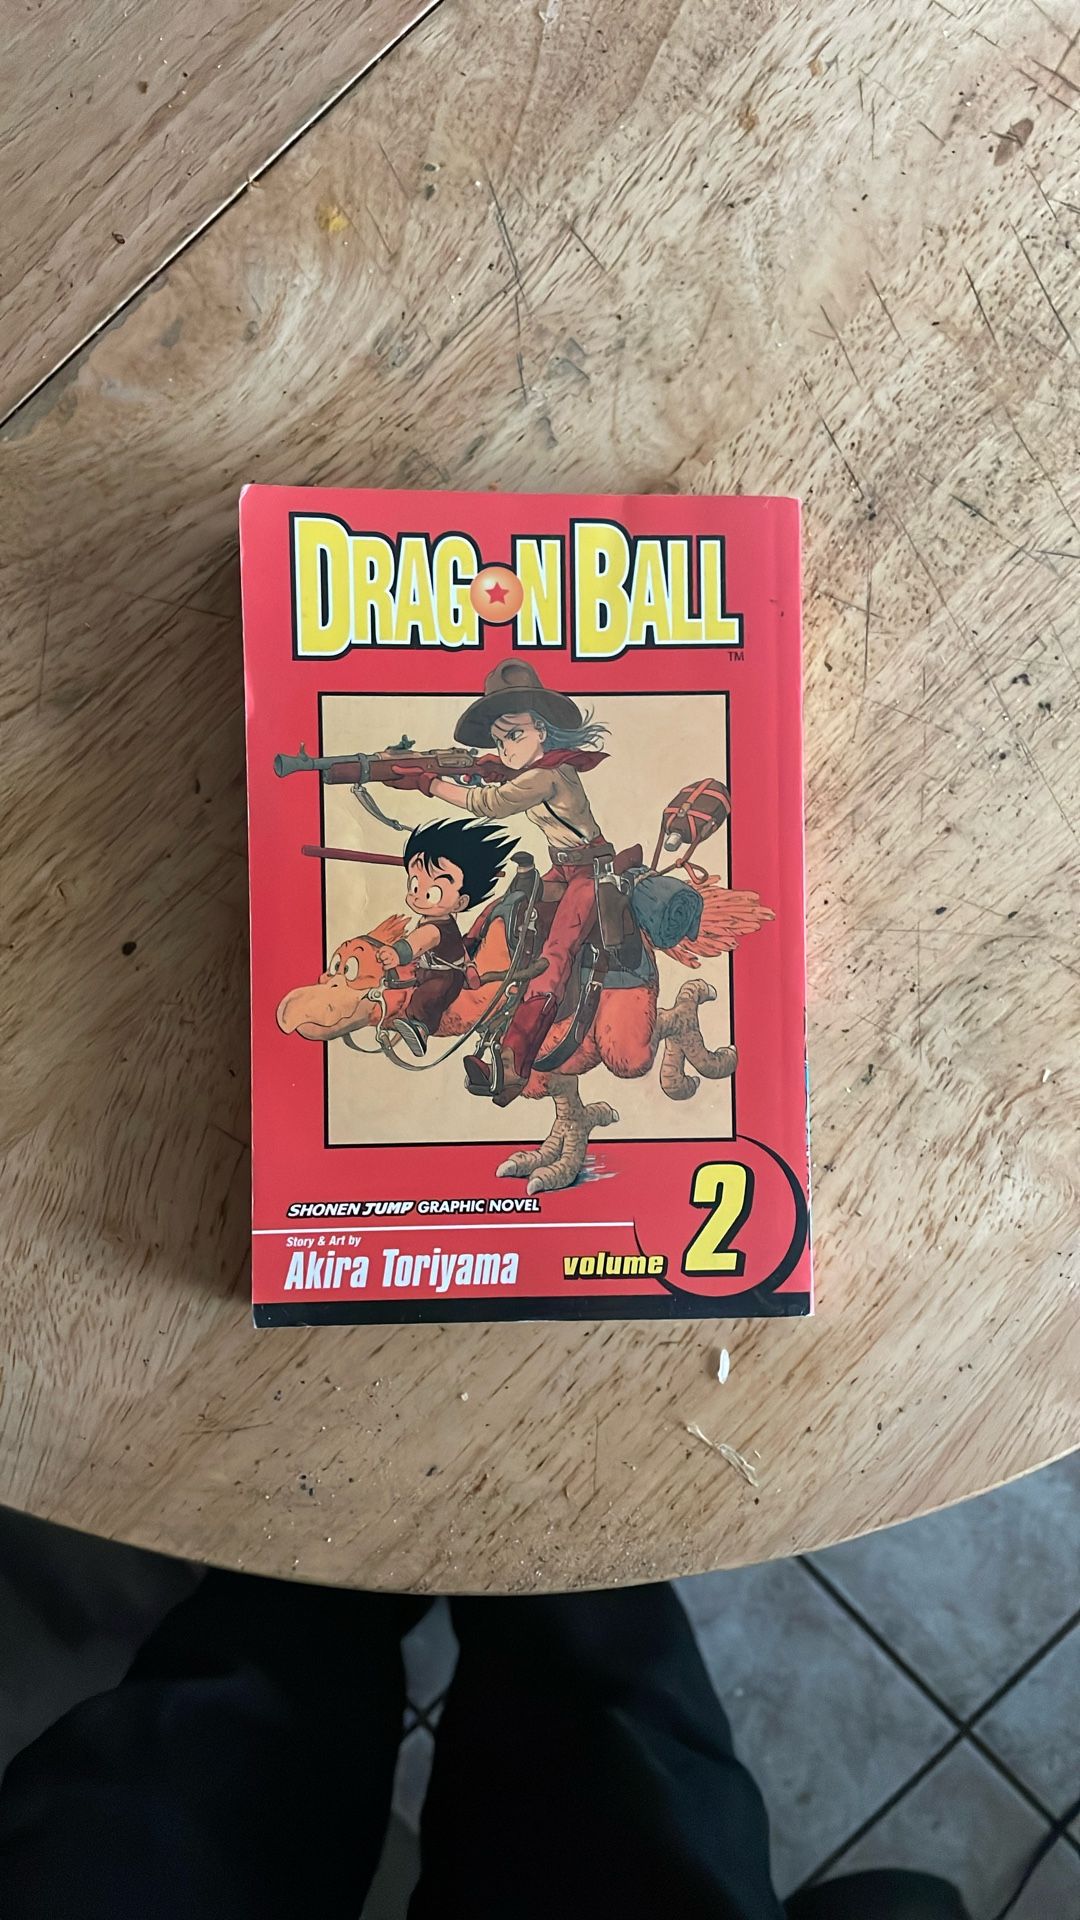 DRAGON BALL
TM
SHONEN JUMP GRAPHIC NOVEL
Story & Art by
Akira Toriyama
volume 2